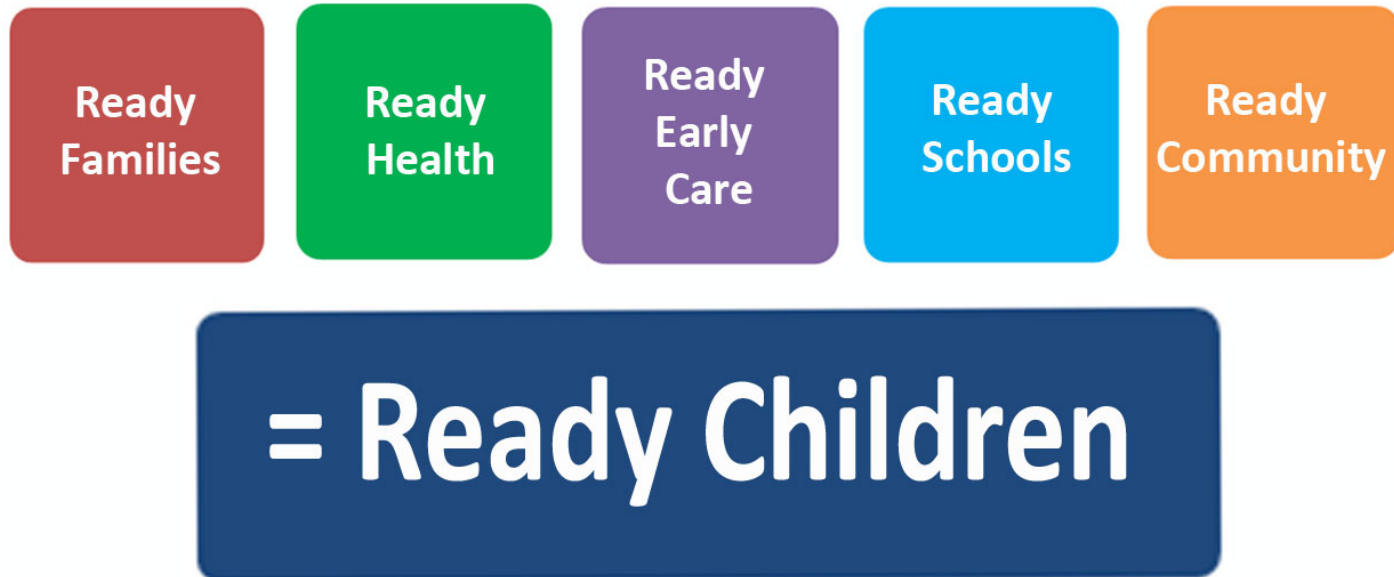 Ready
Families
Ready
Health
Ready
Early
Care
Ready
Schools
Ready
Community
= Ready Children